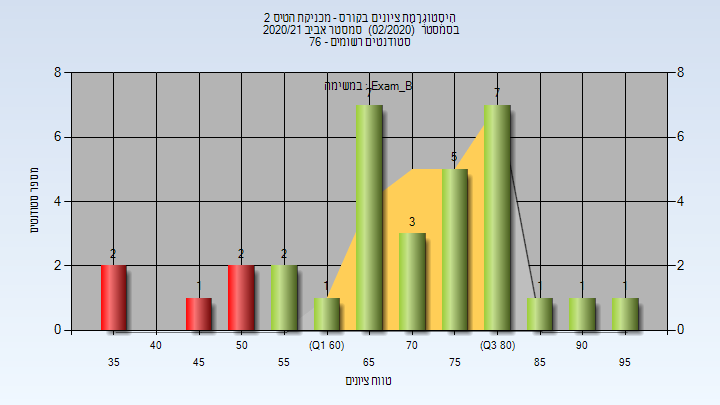 היסטוגרמת ציונים בקורס - מכניקת הטיס 2
בסמסטר (02/2020) סמסטר אביב 2020/21
סטודנטים רשומים - 76
במשימה : Exam_B
מספר סטודנטים
8 8
6 6
4 4
2 2
0 0
2 1 2 2 1 7 3 5 7 1 1 1
40 50 (Q1 60) 70 (Q3 80) 90
35 45 55 65 75 85 95
טווח ציונים